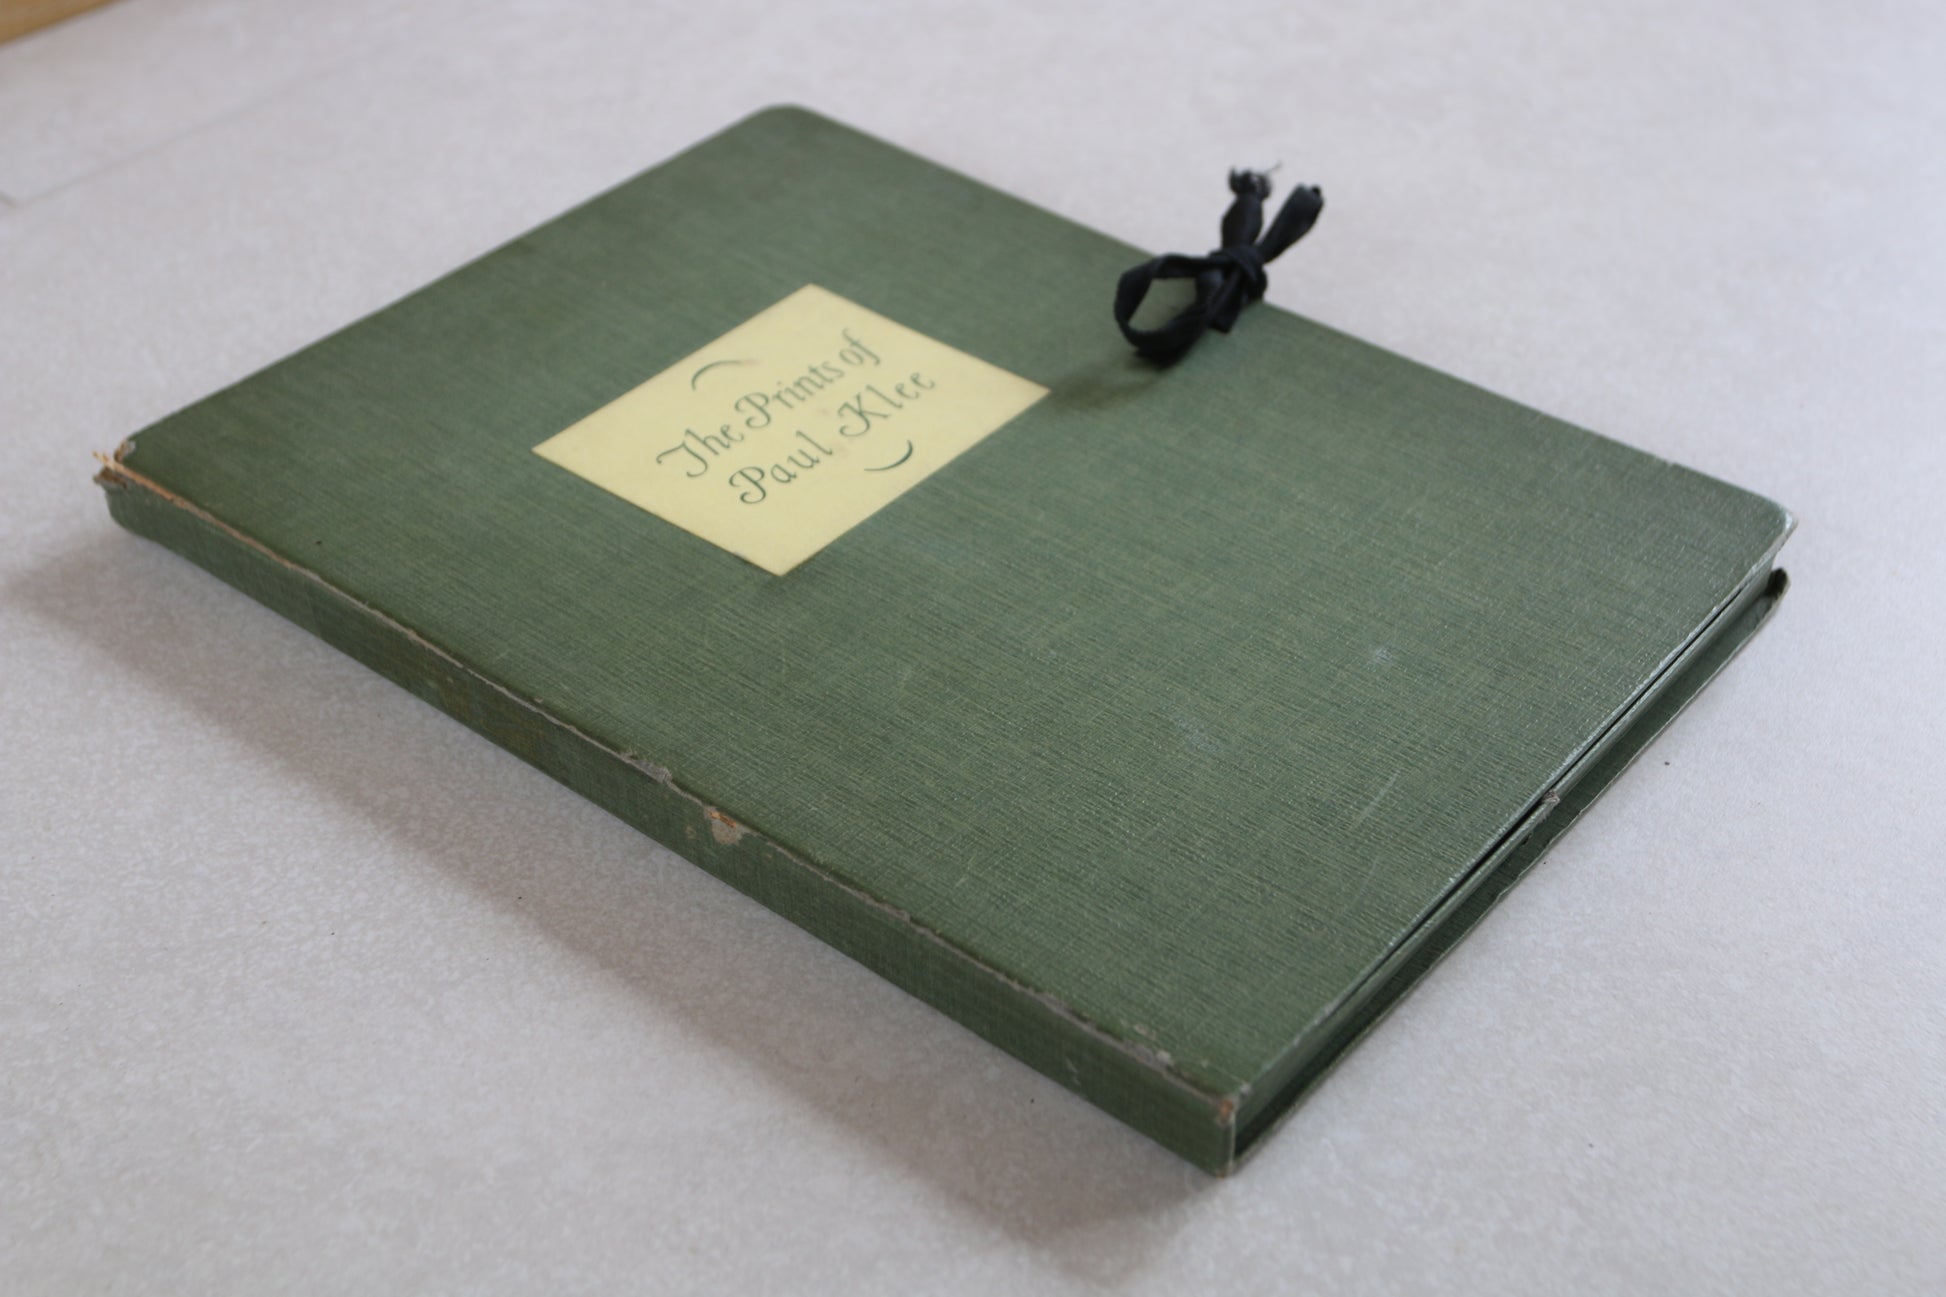 The Prints of
Paul Klee